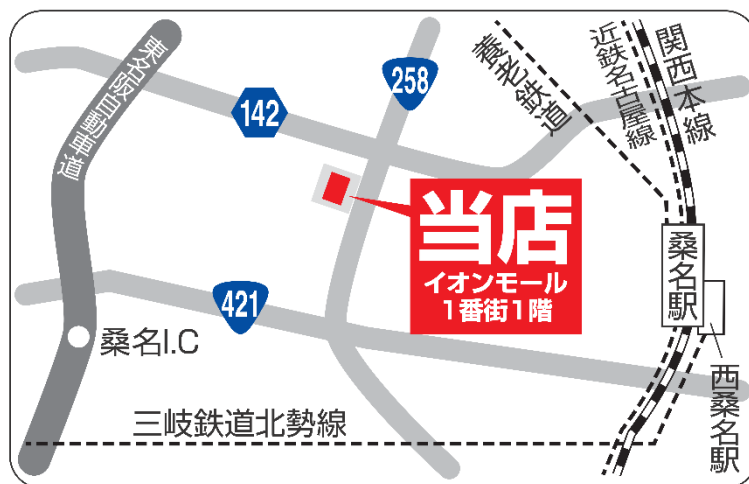 東名阪自動車道
142
258
養老鉄道
近鉄名古屋線
関西本線
当店
イオンモール
1番街1階
桑名駅
421
桑名I.C
西桑名駅
三岐鉄道北勢線